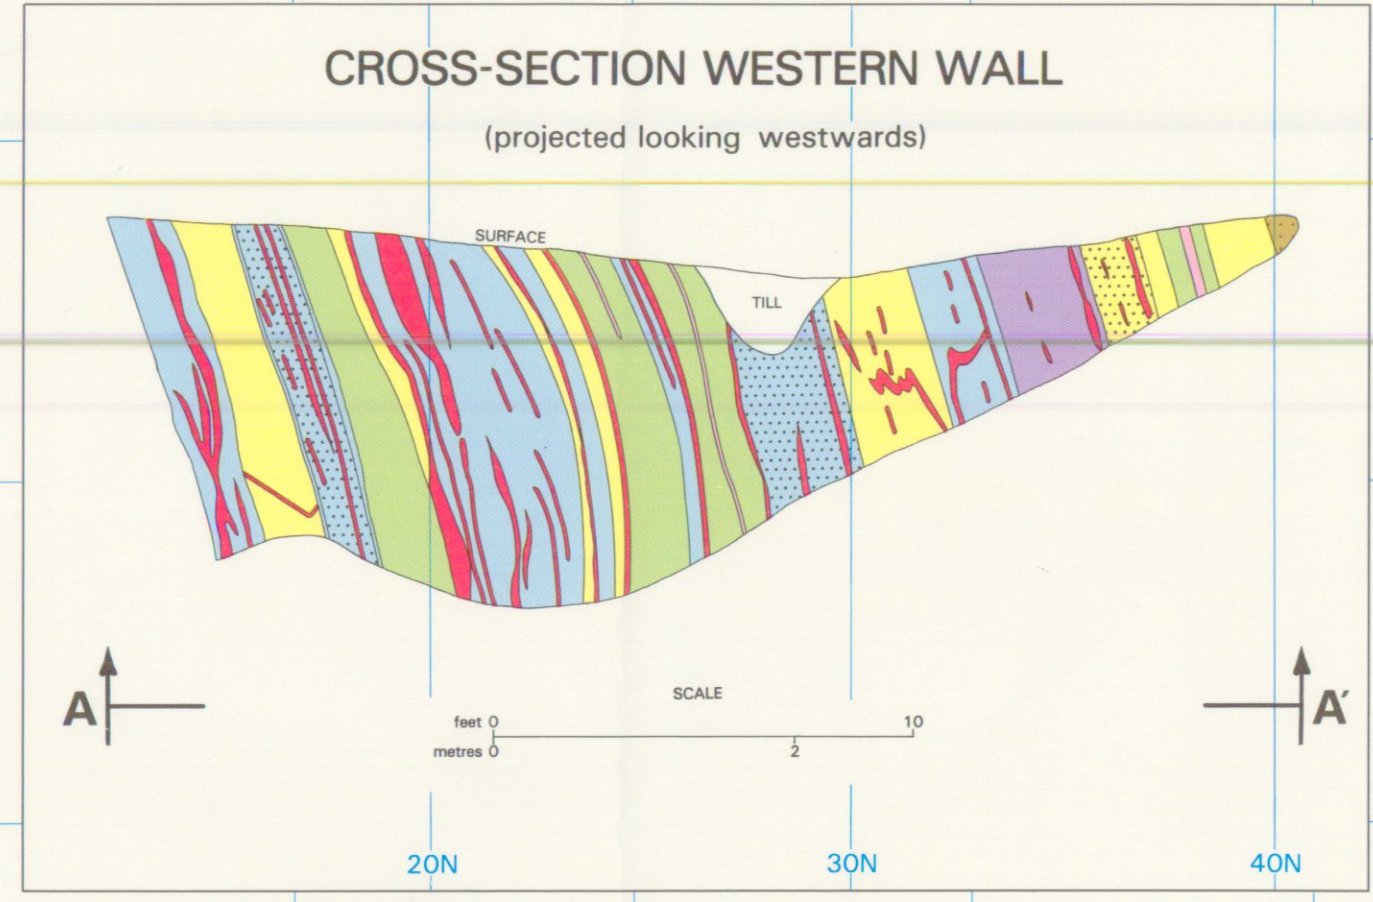 CROSS-SECTION WESTERN WALL
(projected looking westwards)
SURFACE
TILL
A
A′
SCALE
feet 0 10
metres 0 2
20N 30N 40N